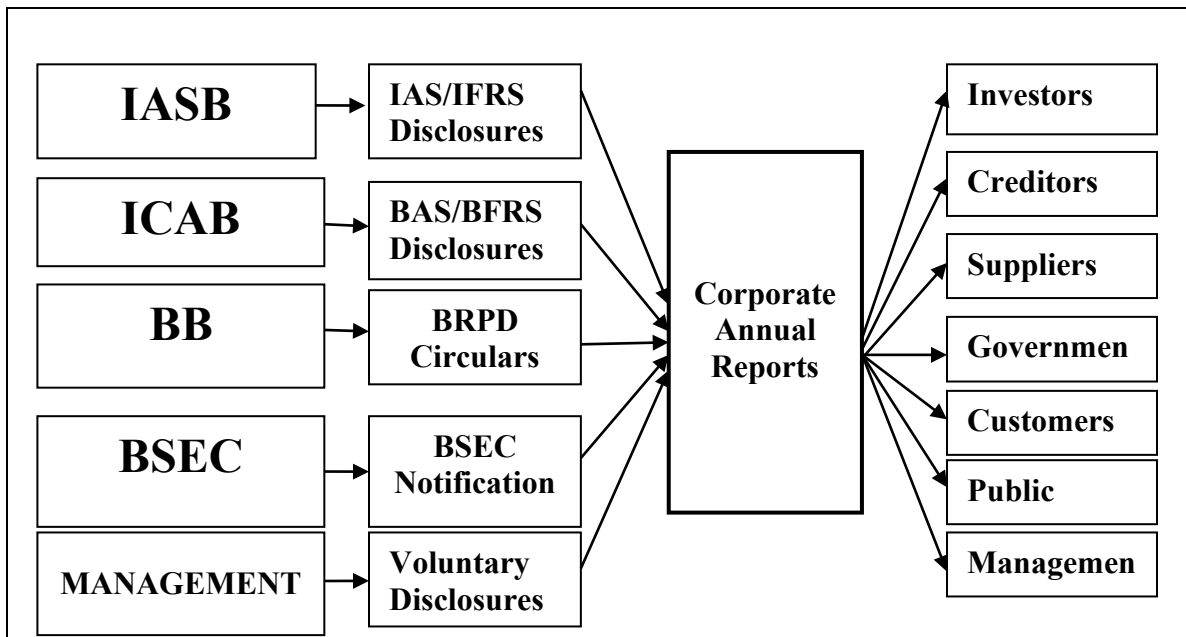 IASB
IAS/IFRS
Disclosures
ICAB
BAS/BFRS
Disclosures
BB
BRPD
Circulars
BSEC
BSEC
Notification
MANAGEMENT
Voluntary
Disclosures
Corporate
Annual
Reports
Investors
Creditors
Suppliers
Governmen
Customers
Public
Managemen